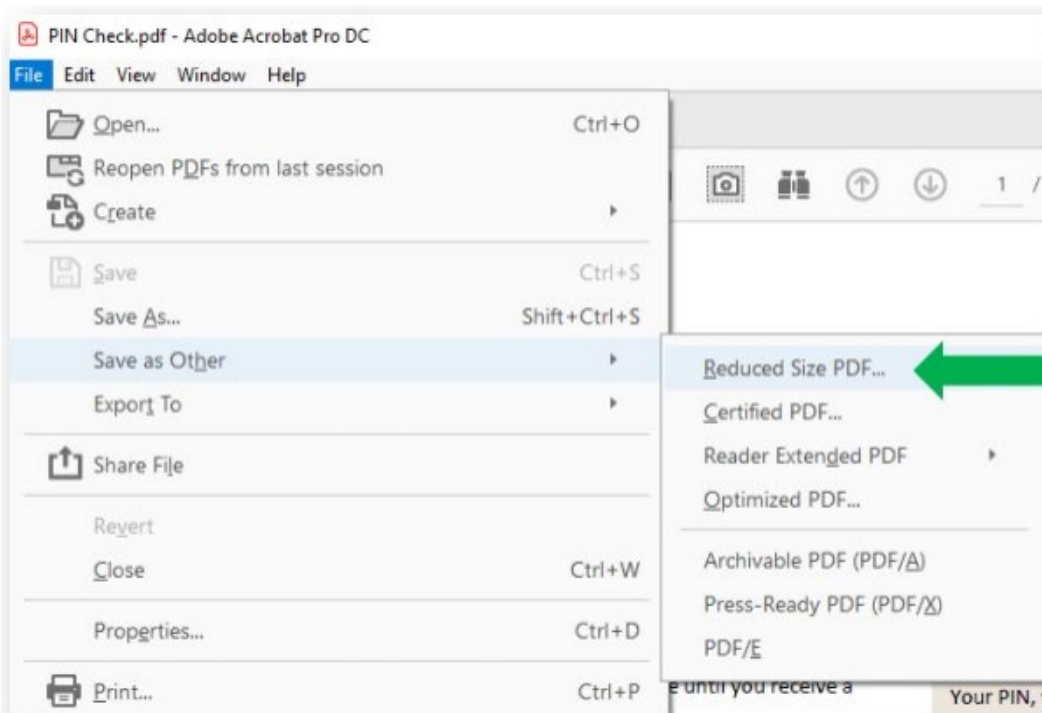 PIN Check.pdf - Adobe Acrobat Pro DC
File Edit View Window Help
Open... Ctrl+O
Reopen PDFs from last session
Create
1 /
Save Ctrl+S
Save As... Shift+Ctrl+S
Save as Other
Export To
Share File
Revert
Close Ctrl+W
Properties... Ctrl+D
Print... Ctrl+P
Reduced Size PDF...
Certified PDF...
Reader Extended PDF
Optimized PDF...
Archivable PDF (PDF/A)
Press-Ready PDF (PDF/X)
PDF/E
e until you receive a
Your PIN,